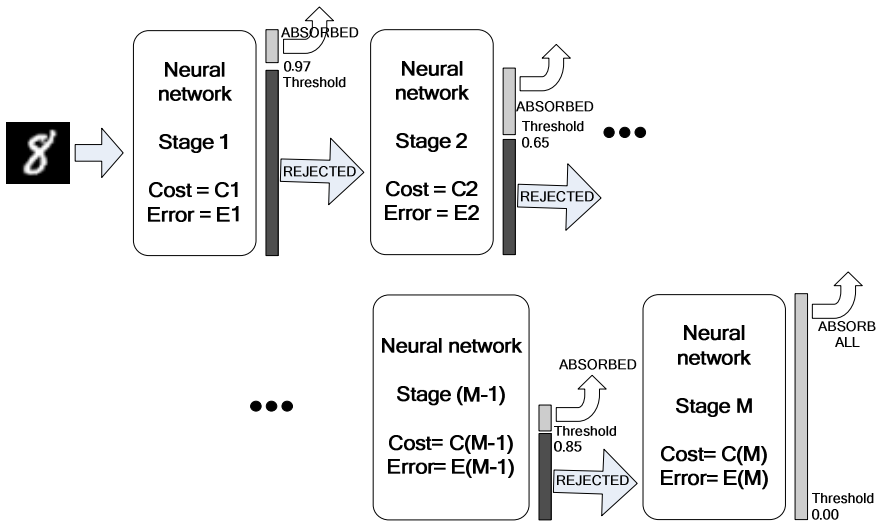 8
Neural
network
Stage 1
Cost = C1
Error = E1
ABSORBED
0.97
Threshold
REJECTED
Neural
network
Stage 2
Cost = C2
Error = E2
ABSORBED
Threshold
0.65
REJECTED
Neural network
Stage (M-1)
Cost= C(M-1)
Error= E(M-1)
ABSORBED
Threshold
0.85
REJECTED
Neural
network
Stage M
Cost= C(M)
Error= E(M)
ABSORB
ALL
Threshold
0.00